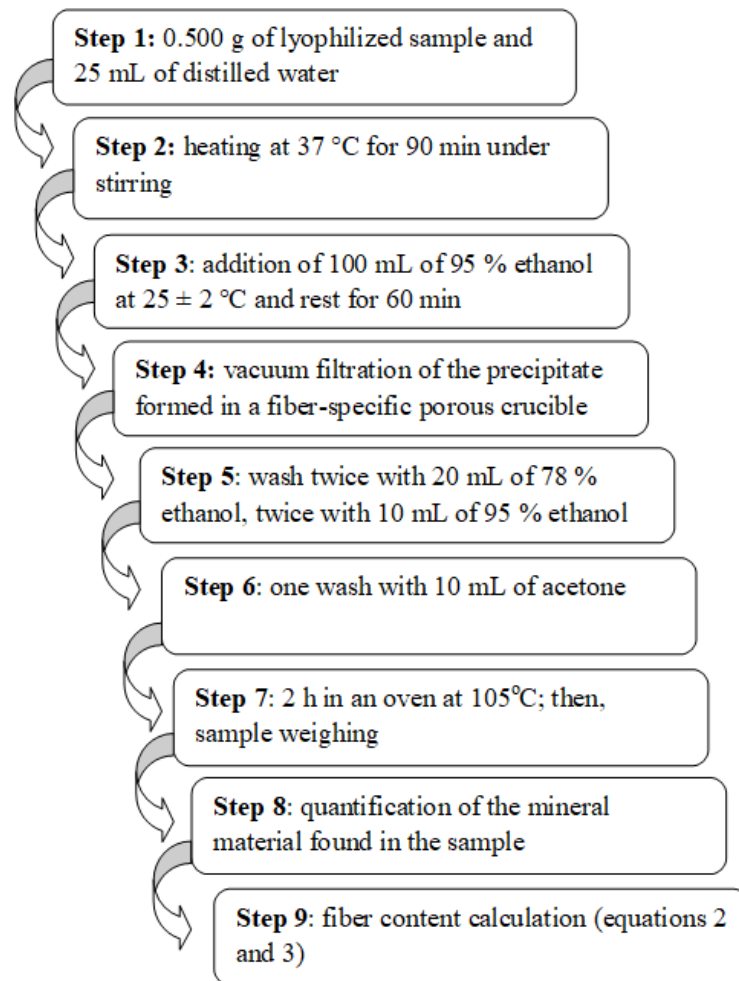 Step 1: 0.500 g of lyophilized sample and
25 mL of distilled water
Step 2: heating at 37 °C for 90 min under
stirring
Step 3: addition of 100 mL of 95 % ethanol
at 25 ± 2 °C and rest for 60 min
Step 4: vacuum filtration of the precipitate
formed in a fiber-specific porous crucible
Step 5: wash twice with 20 mL of 78 %
ethanol, twice with 10 mL of 95 % ethanol
Step 6: one wash with 10 mL of acetone
Step 7: 2 h in an oven at 105°C; then,
sample weighing
Step 8: quantification of the mineral
material found in the sample
Step 9: fiber content calculation (equations 2
and 3)